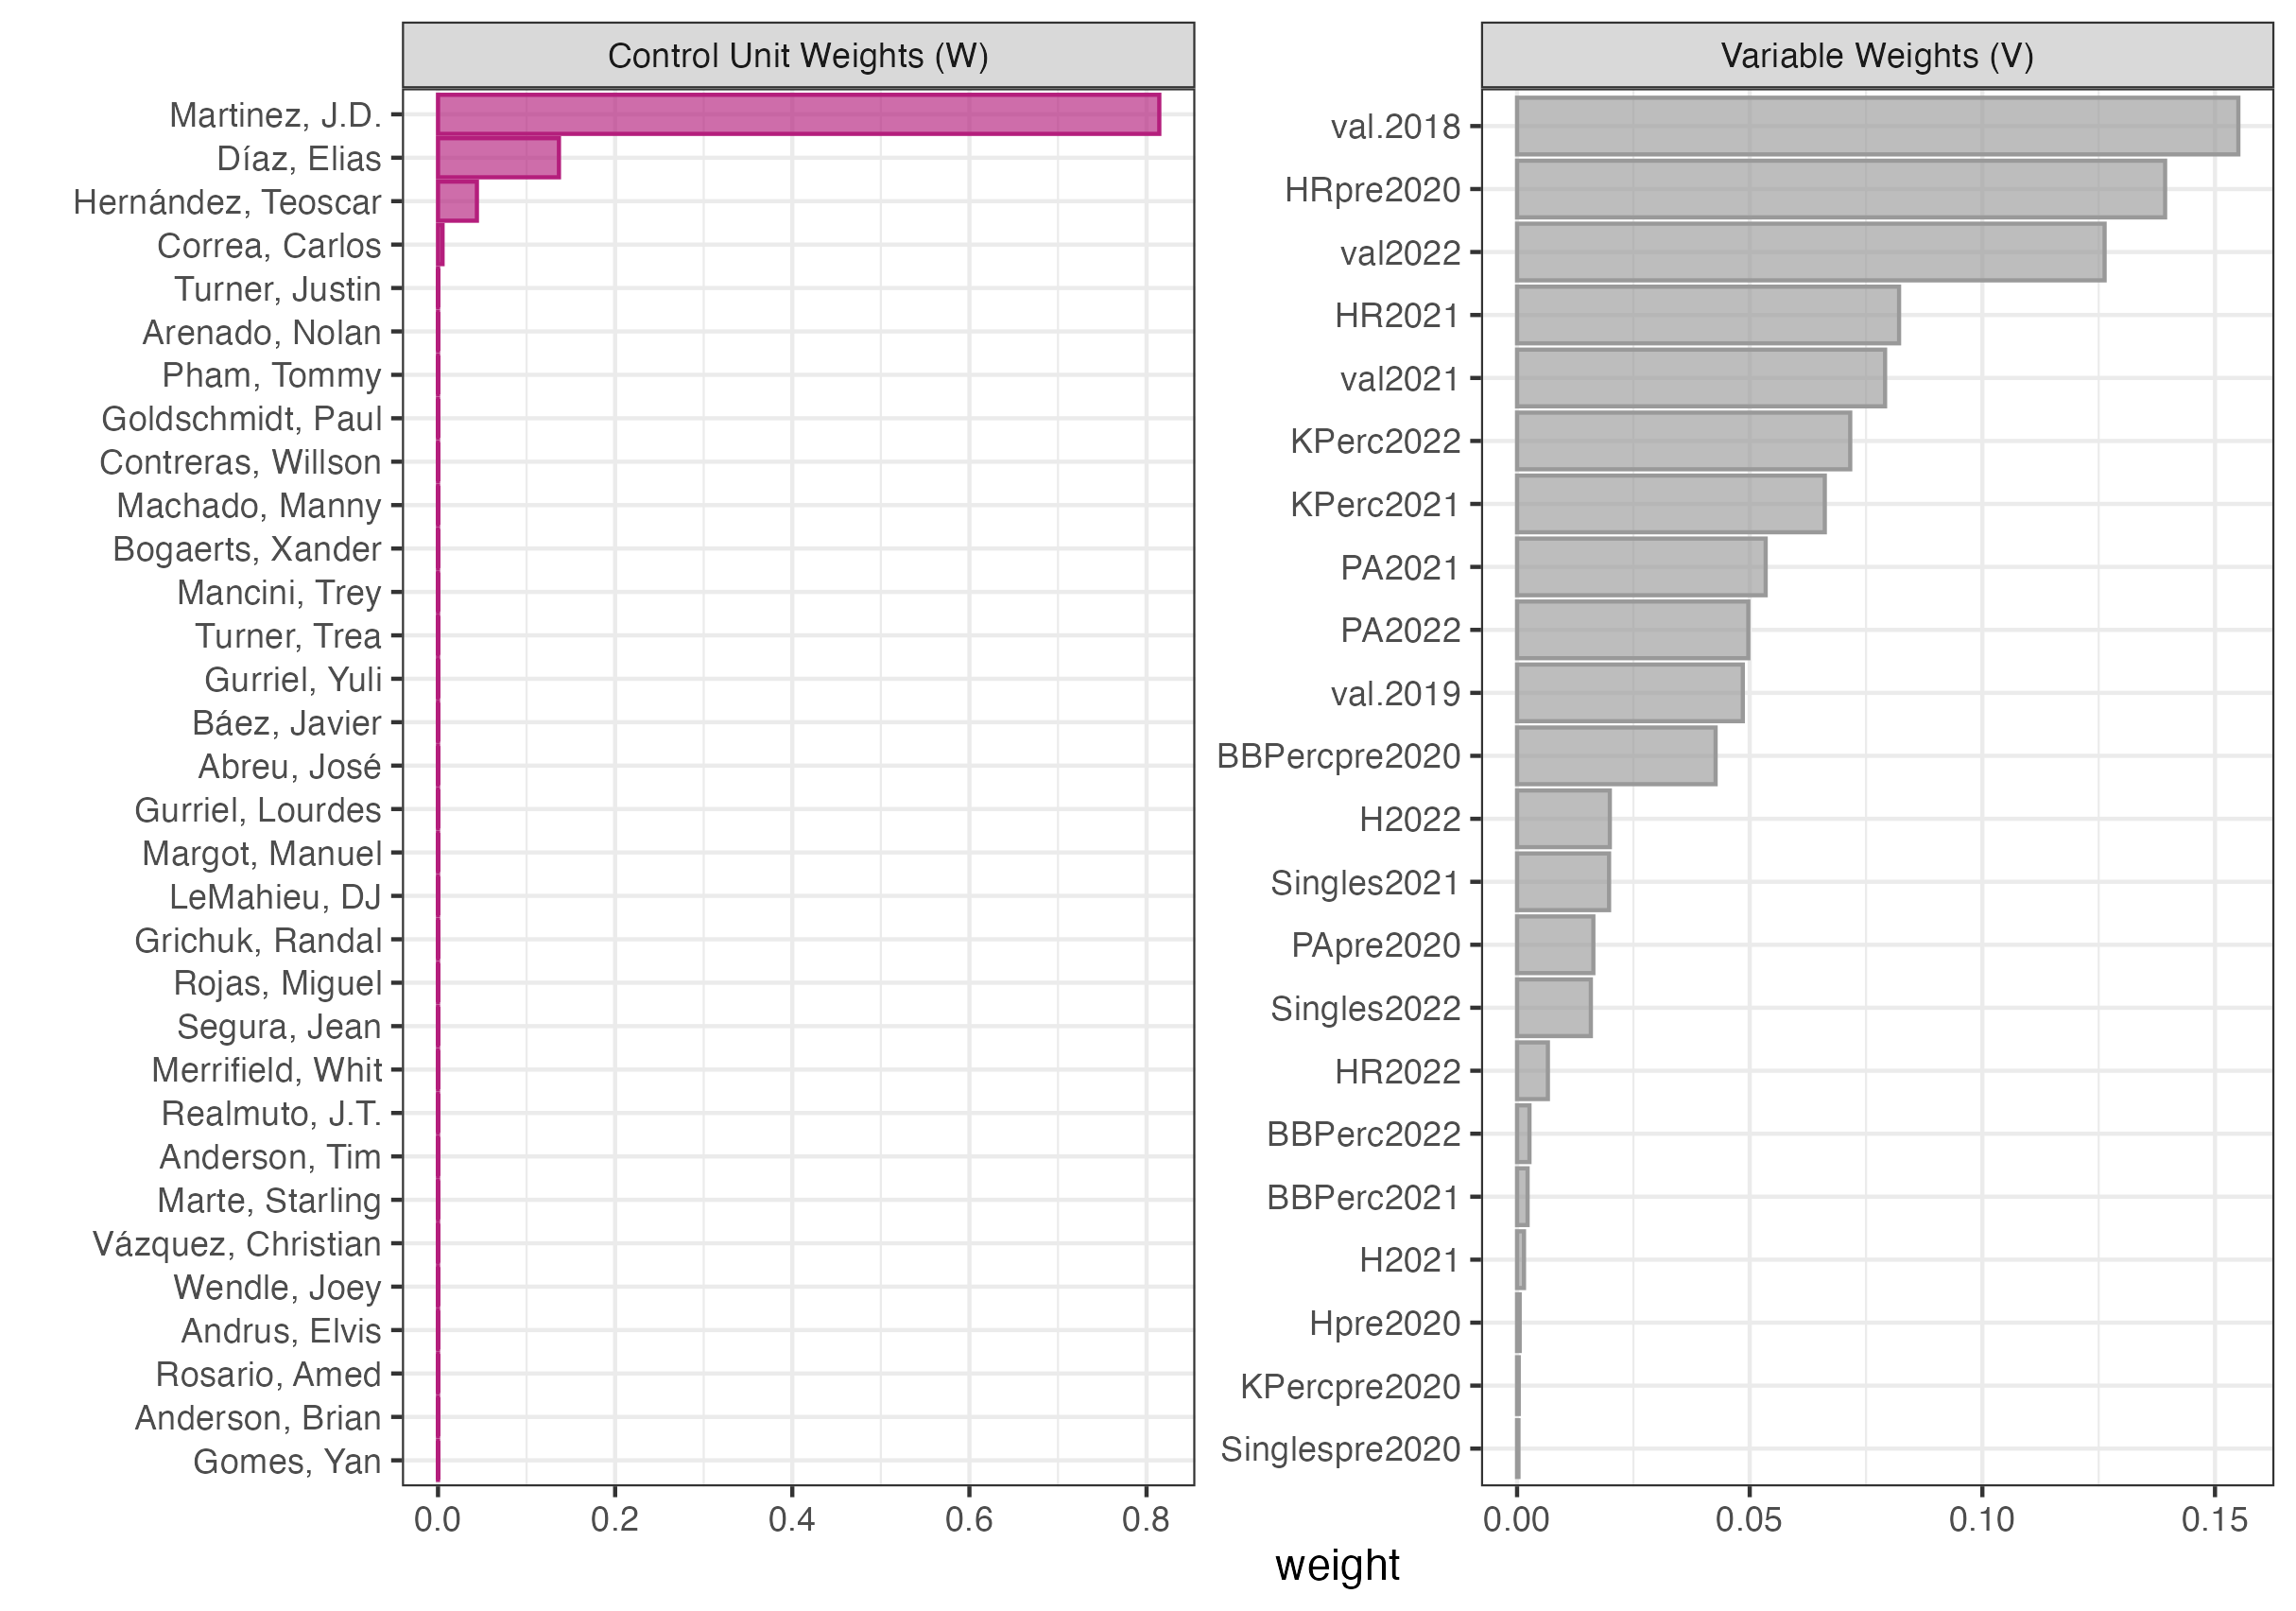 Control Unit Weights (W)
Martinez, J.D.
Díaz, Elias
Hernández, Teoscar
Correa, Carlos
Turner, Justin
Arenado, Nolan
Pham, Tommy
Goldschmidt, Paul
Contreras, Willson
Machado, Manny
Bogaerts, Xander
Mancini, Trey
Turner, Trea
Gurriel, Yuli
Báez, Javier
Abreu, José
Gurriel, Lourdes
Margot, Manuel
LeMahieu, DJ
Grichuk, Randal
Rojas, Miguel
Segura, Jean
Merrifield, Whit
Realmuto, J.T.
Anderson, Tim
Marte, Starling
Vázquez, Christian
Wendle, Joey
Andrus, Elvis
Rosario, Amed
Anderson, Brian
Gomes, Yan
0.0 0.2 0.4 0.6 0.8
Variable Weights (V)
val.2018
HRpre2020
val2022
HR2021
val2021
KPerc2022
KPerc2021
PA2021
PA2022
val.2019
BBPercpre2020
H2022
Singles2021
PApre2020
Singles2022
HR2022
BBPerc2022
BBPerc2021
H2021
Hpre2020
KPercpre2020
Singlespre2020
0.00 0.05 0.10 0.15
weight